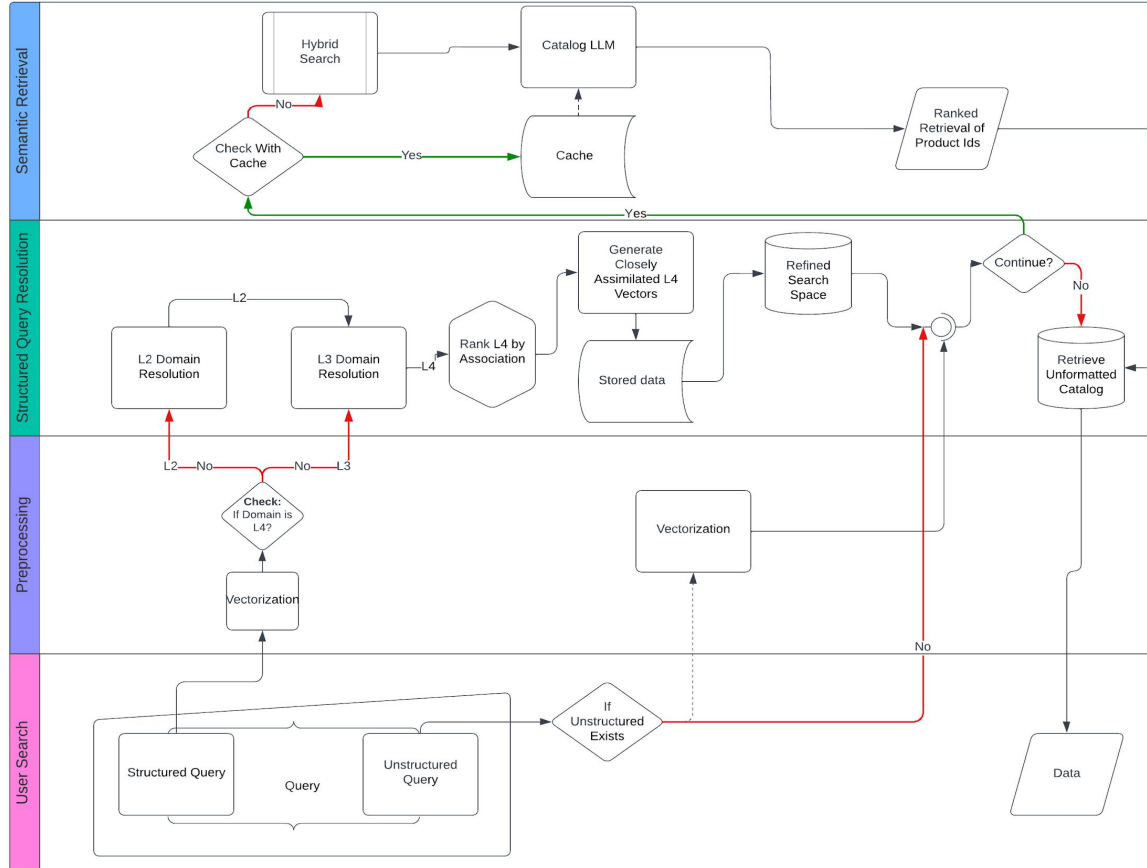 Semantic Retrieval
Hybrid
Search
Catalog LLM
No
Ranked
Retrieval of
Product Ids
Check With
Cache
Yes
Cache
Yes
Structured Query Resolution
Generate
Closely
Assimilated L4
Vectors
Refined
Search
Space
Continue?
No
L2
L2 Domain
Resolution
L3 Domain
Resolution
L4
Rank L4 by
Association
Stored data
Retrieve
Unformatted
Catalog
Preprocessing
L2
No
No
L3
Check:
If Domain is
L4?
Vectorization
Vectorization
No
User Search
Structured Query
Query
Unstructured
Query
If
Unstructured
Exists
Data